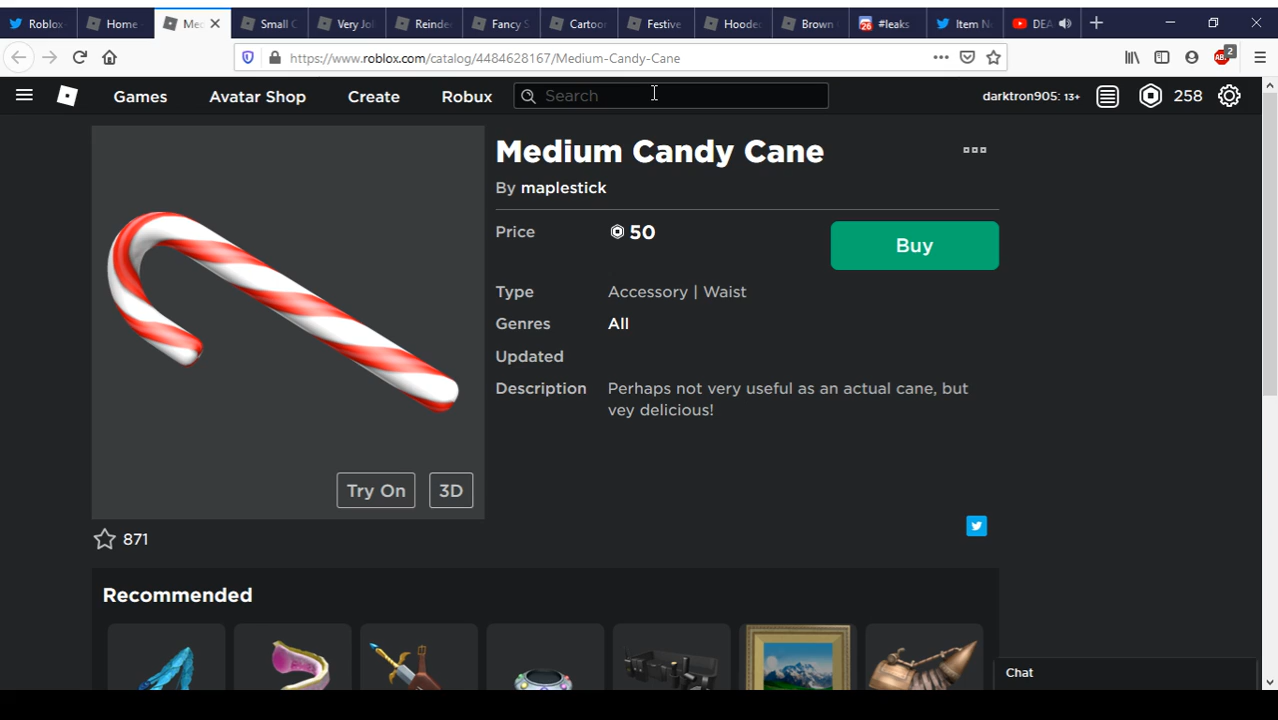 Roblox- Home Med Small C Very Jol Reinde Fancy S Cartoo Festive Hoode Brown 26 #leaks Item N DEA
https://www.roblox.com/catalog/4484628167/Medium-Candy-Cane 2
Games Avatar Shop Create Robux Search darktron905: 13+ 258
Medium Candy Cane
By maplestick
Price 50 Buy
Type Accessory | Waist
Genres All
Updated
Description Perhaps not very useful as an actual cane, but
vey delicious!
Try On 3D
871
Recommended
Chat